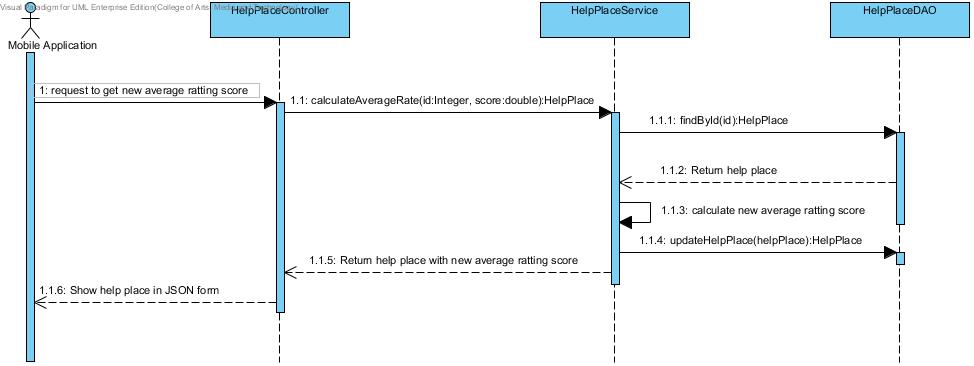 Visual Paradigm for UML Enterprise Edition(College of Arts, Media
HelpPlaceController
HelpPlaceService
HelpPlaceDAO
Mobile Application
1: request to get new average ratting score
1.1: calculateAverageRate(id:Integer, score:double):HelpPlace
1.1.1: findById(id):HelpPlace
1.1.2: Return help place
1.1.3: calculate new average ratting score
1.1.4: updateHelpPlace(helpPlace):HelpPlace
1.1.5: Return help place with new average ratting score
1.1.6: Show help place in JSON form